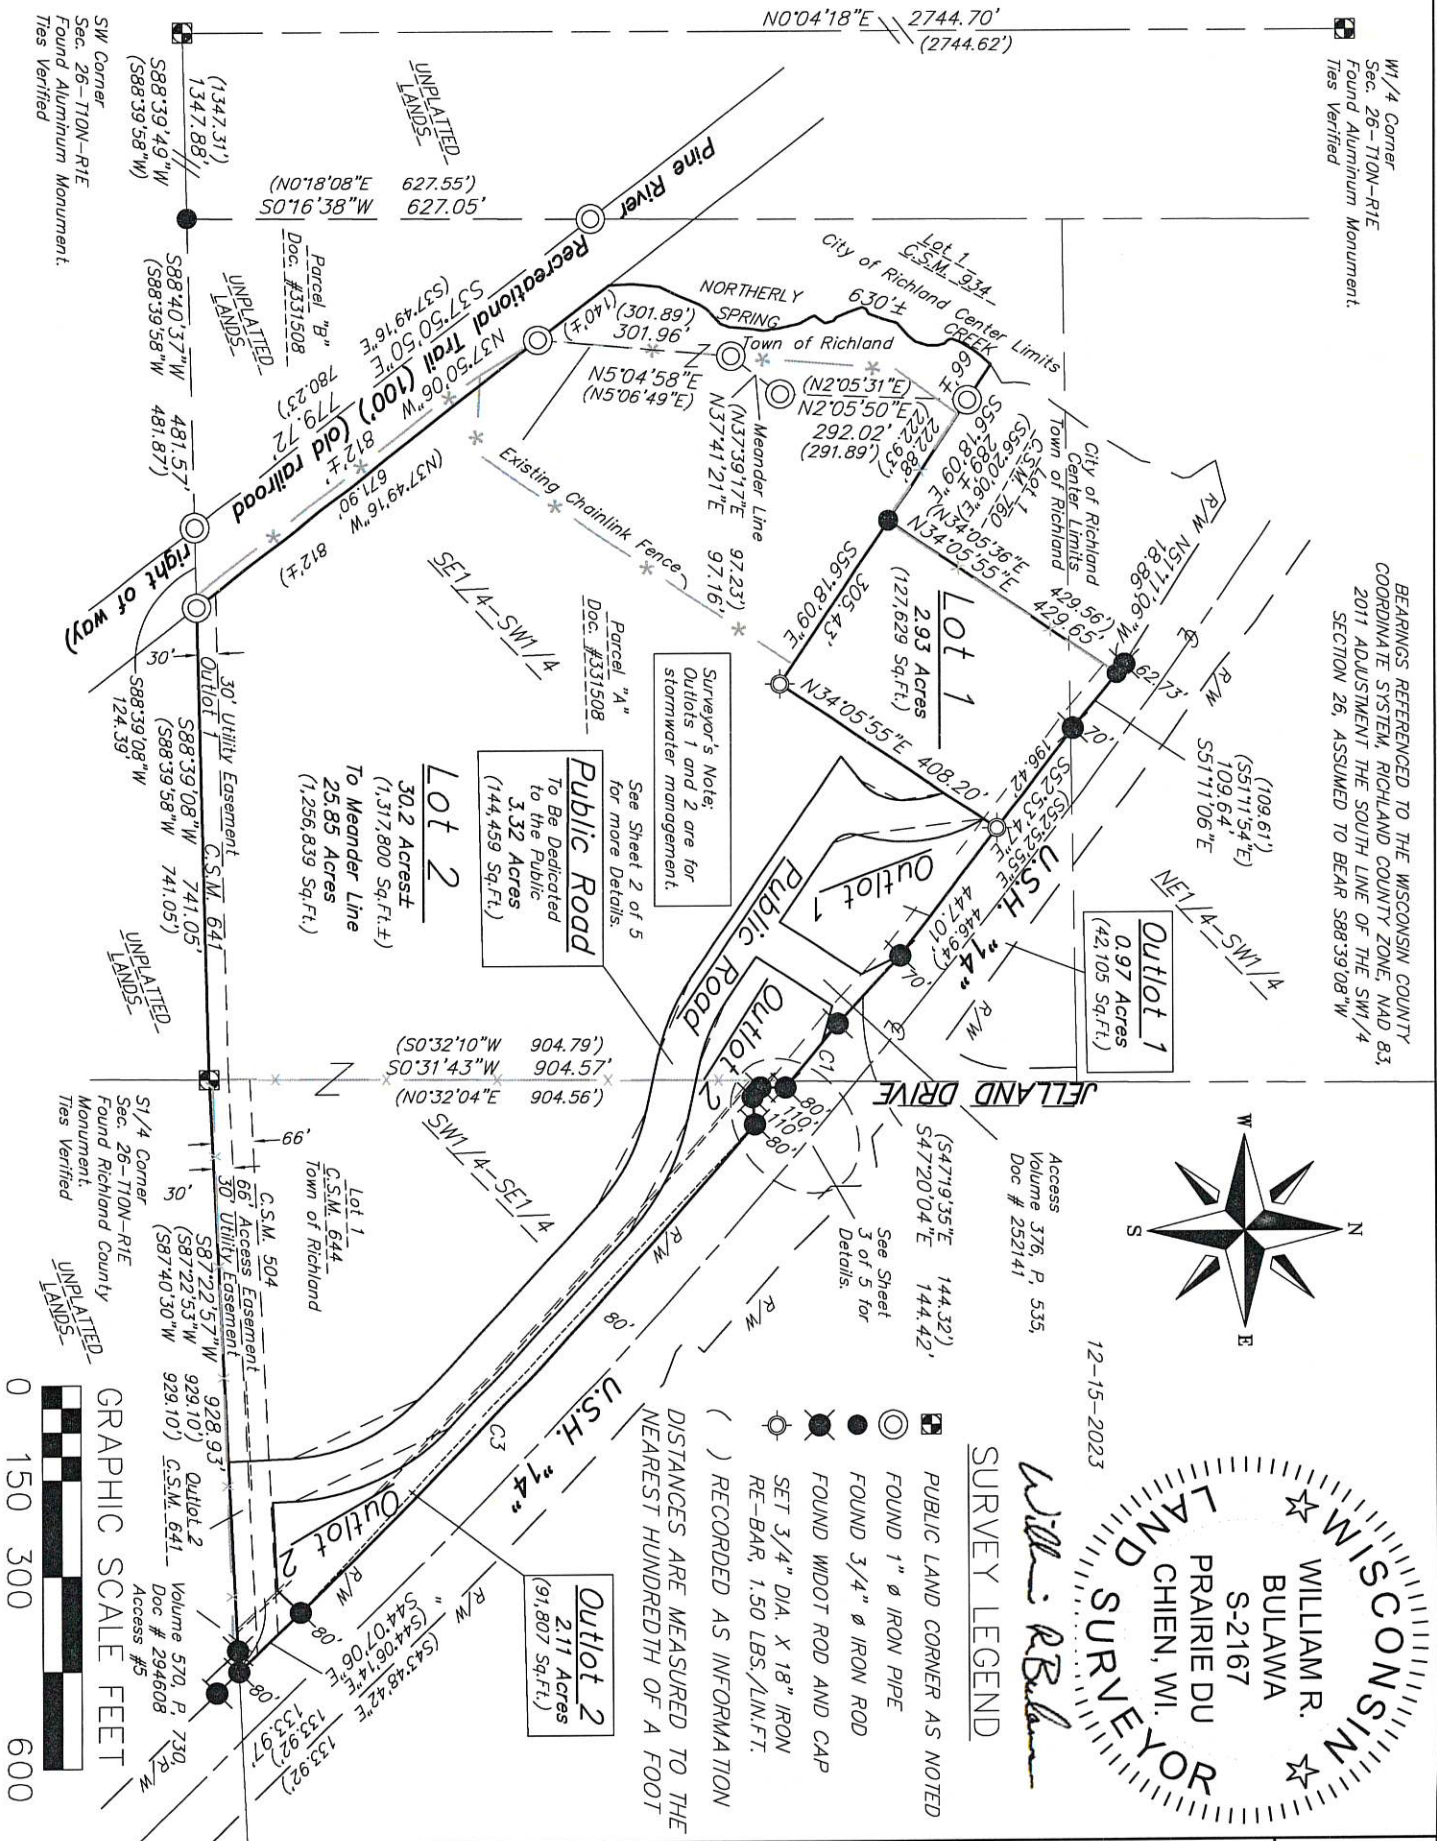 BEARINGS REFERENCED TO THE WISCONSIN COUNTY
COORDINATE SYSTEM, RICHLAND COUNTY ZONE, NAD 83,
2011 ADJUSTMENT THE SOUTH LINE OF THE SW1/4
SECTION 26, ASSUMED TO BEAR S88°39'08"W
W1/4 Corner
Sec. 26-T10N-R1E
Found Aluminum Monument.
Ties Verified
N0°04'18"E 2744.70'
(2744.62')
SW Corner
Sec. 26-T10N-R1E
Found Aluminum Monument.
Ties Verified
(1347.31')
1347.88'
S88°39'49"W
(S88°39'58"W)
UNPLATTED
LANDS
(N0°18'08"E 627.55')
S0°16'38"W 627.05'
Pine River
Recreational Trail (100') (old railroad
right of way)
Parcel "B"
Doc. #331508
UNPLATTED
LANDS
S88°40'37"W 481.57'
(S88°39'58"W 481.87')
S37°50'50"E 779.72'
(S37°49'16"E 780.23')
N37°50'06"W 812'±
671.90'
(N37°49'16"W 812'±)
Lot 1
C.S.M. 934
City of Richland Center Limits
630'±
NORTHERLY
SPRING
CREEK
Town of Richland
(140'±)
(301.89')
301.96'
N5°04'58"E
(N5°06'49"E)
Meander Line
(N37°39'17"E 97.23')
N37°41'21"E 97.16'
(N2°05'31"E)
N2°05'50"E
292.02'
(291.89')
66'±
222.88'
(222.93')
S56°18'09"E
289'±
(S56°20'06"E)
Lot 1
C.S.M. 760
City of Richland
Center Limits
Town of Richland
(N34°05'36"E 429.56')
N34°05'55"E 429.65'
R/W N51°11'06"W
18.86'
62.73'
70'
R/W
(109.61')
(S51°11'54"E)
109.64'
S51°11'06"E
Lot 1
2.93 Acres
(127,629 Sq.Ft.)
S56°18'09"E
305.43'
N34°05'55"E 408.20'
196.42'
S52°53'47"E 447.01'
(S52°52'55"E 446.94')
U.S.H. "14"
NE1/4-SW1/4
Outlot 1
0.97 Acres
(42,105 Sq.Ft.)
Existing Chainlink Fence
SE1/4-SW1/4
Parcel "A"
Doc. #331508
Surveyor's Note;
Outlots 1 and 2 are for
stormwater management.
See Sheet 2 of 5
for more Details.
Public Road
To Be Dedicated
to the Public
3.32 Acres
(144,459 Sq.Ft.)
Lot 2
30.2 Acres±
(1,317,800 Sq.Ft.±)
To Meander Line
25.85 Acres
(1,256,839 Sq.Ft.)
Outlot 1
Public Road
Outlot 2
70'
R/W
C1
JELLAND DRIVE
80'
110'
110'
80'
30'
S88°39'08"W
124.39'
30' Utility Easement
Outlot 1 C.S.M. 641
S88°39'08"W 741.05'
(S88°39'58"W 741.05')
UNPLATTED
LANDS
(S0°32'10"W 904.79')
S0°31'43"W 904.57'
(N0°32'04"E 904.56')
SW1/4-SE1/4
S1/4 Corner
Sec. 26-T10N-R1E
Found Richland County
Monument.
Ties Verified
66'
Lot 1
C.S.M. 644
Town of Richland
C.S.M. 504
66' Access Easement
30' Utility Easement
30'
S87°22'57"W 928.93'
(S87°22'53"W 929.10')
(S87°40'30"W 929.10')
UNPLATTED
LANDS
Outlot 2
C.S.M. 641
Volume 570, P. 730,
Doc # 294608
Access #5
(S47°19'35"E 144.32')
S47°20'04"E 144.42'
Access
Volume 376, P. 535,
Doc # 252141
See Sheet
3 of 5 for
Details.
R/W
R/W
80'
C3
U.S.H. "14"
Outlot 2
R/W
80'
80'
S44°07'06"E 133.97'
(S44°06'14"E 133.92')
(S43°48'42"E 133.92')
R/W
R/W
Outlot 2
2.11 Acres
(91,807 Sq.Ft.)
N
E
S
W
12-15-2023
William R Bulawa
WISCONSIN
WILLIAM R.
BULAWA
S-2167
PRAIRIE DU
CHIEN, WI.
LAND SURVEYOR
SURVEY LEGEND
PUBLIC LAND CORNER AS NOTED
FOUND 1" ø IRON PIPE
FOUND 3/4" ø IRON ROD
FOUND WIDOT ROD AND CAP
SET 3/4" DIA. X 18" IRON
RE-BAR, 1.50 LBS./LIN.FT.
( ) RECORDED AS INFORMATION
DISTANCES ARE MEASURED TO THE
NEAREST HUNDREDTH OF A FOOT
GRAPHIC SCALE FEET
0 150 300 600